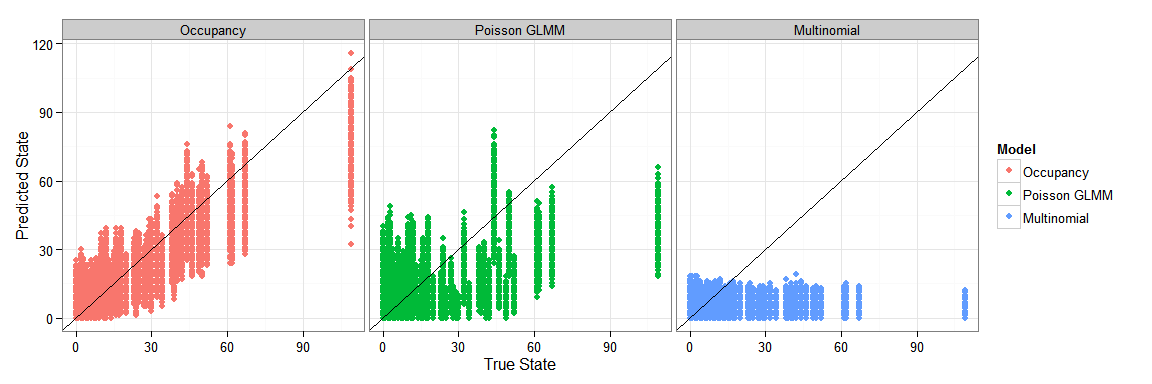 Occupancy Poisson GLMM Multinomial
120
90
60
30
0
Predicted State
0 30 60 90 0 30 60 90 0 30 60 90
True State
Model
Occupancy
Poisson GLMM
Multinomial